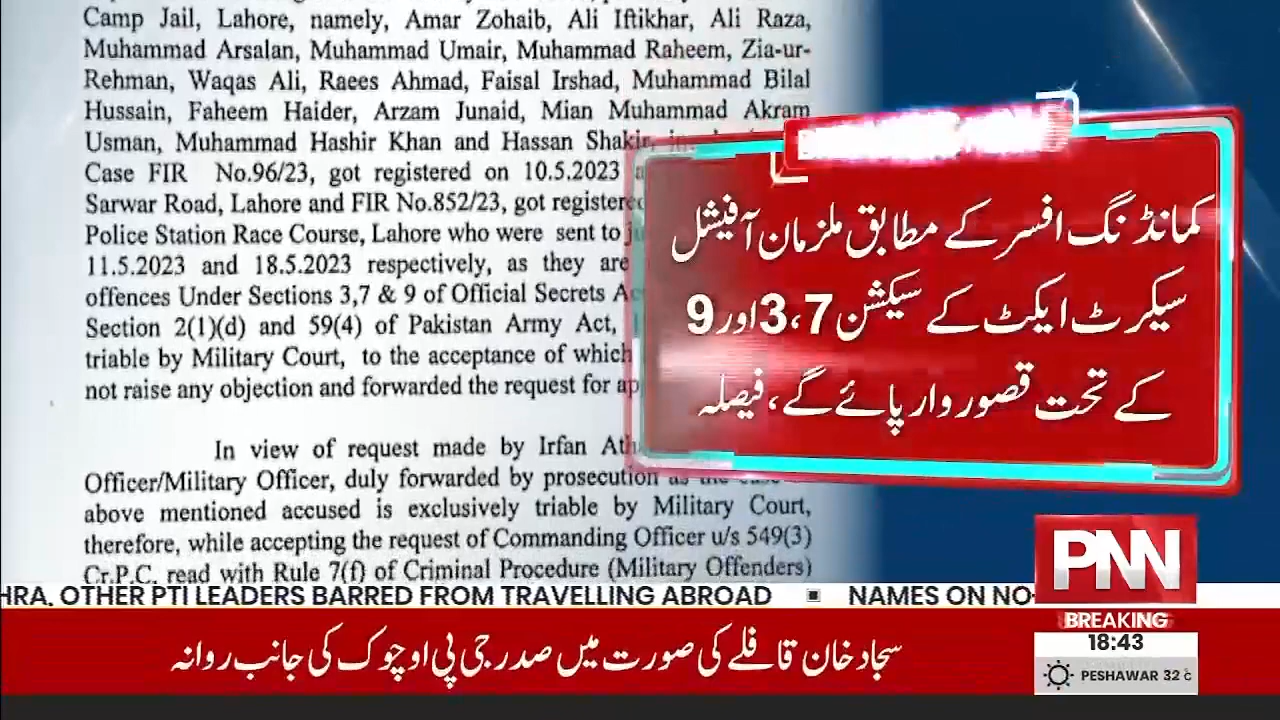 Camp Jail, Lahore, namely, Amar Zohaib, Ali Iftikhar, Ali Raza,
Muhammad Arsalan, Muhammad Umair, Muhammad Raheem, Zia-ur-
Rehman, Waqas Ali, Raees Ahmad, Faisal Irshad, Muhammad Bilal
Hussain, Faheem Haider, Arzam Junaid, Mian Muhammad Akram
Usman, Muhammad Hashir Khan and Hassan Shakir,
Case FIR No.96/23, got registered on 10.5.2023
Sarwar Road, Lahore and FIR No.852/23, got registered
Police Station Race Course, Lahore who were sent to
11.5.2023 and 18.5.2023 respectively, as they are
offences Under Sections 3,7 & 9 of Official Secrets
Section 2(1)(d) and 59(4) of Pakistan Army Act,
triable by Military Court, to the acceptance of which
not raise any objection and forwarded the request for
In view of request made by Irfan
Officer/Military Officer, duly forwarded by prosecution as the
above mentioned accused is exclusively triable by Military Court,
therefore, while accepting the request of Commanding Officer u/s 549(3)
Cr.P.C. read with Rule 7(f) of Criminal Procedure (Military Offenders)
کمانڈنگ افسر کے مطابق ملزمان آفیشل
سیکرٹ ایکٹ کے سیکشن 3،7 اور 9
کے تحت قصور وار پائے گے، فیصلہ
PNN
HRA, OTHER PTI LEADERS BARRED FROM TRAVELLING ABROAD ■ NAMES ON NO
BREAKING
18:43
PESHAWAR 32°C
سجاد خان قافلے کی صورت میں صدر جی پی او چوک کی جانب روانہ